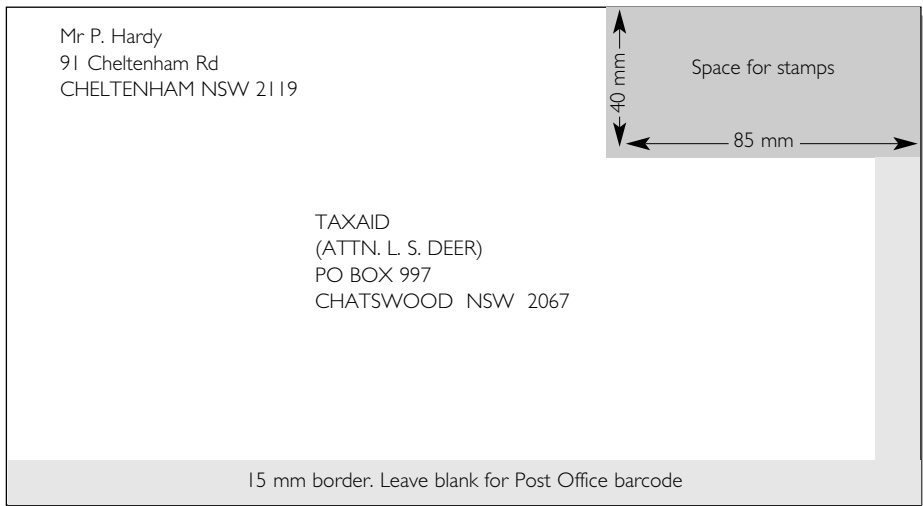 Mr P. Hardy
91 Cheltenham Rd
CHELTENHAM NSW 2119
40 mm
Space for stamps
85 mm
TAXAID
(ATTN. L. S. DEER)
PO BOX 997
CHATSWOOD NSW 2067
15 mm border. Leave blank for Post Office barcode